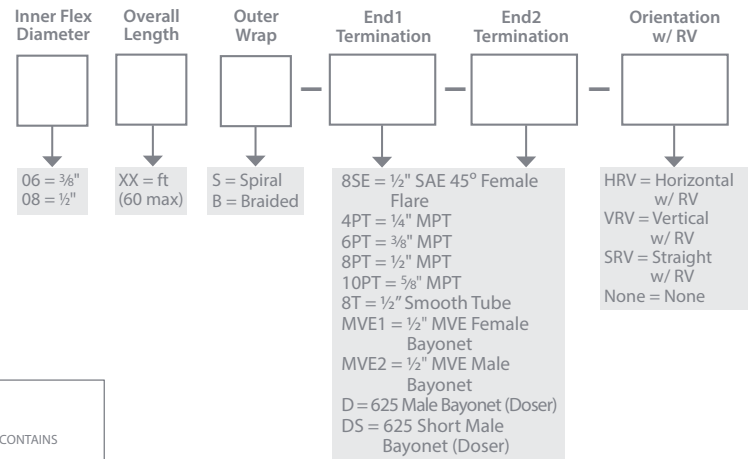 Inner Flex
Diameter
Overall
Length
Outer
Wrap
End1
Termination
End2
Termination
Orientation
w/ RV
06 = ⅜"
08 = ½"
XX = ft
(60 max)
S = Spiral
B = Braided
8SE = ½" SAE 45° Female
Flare
4PT = ¼" MPT
6PT = ⅜" MPT
8PT = ½" MPT
10PT = ⅝" MPT
8T = ½” Smooth Tube
MVE1 = ½" MVE Female
Bayonet
MVE2 = ½" MVE Male
Bayonet
D = 625 Male Bayonet (Doser)
DS = 625 Short Male
Bayonet (Doser)
HRV = Horizontal
w/ RV
VRV = Vertical
w/ RV
SRV = Straight
w/ RV
None = None
CONTAINS